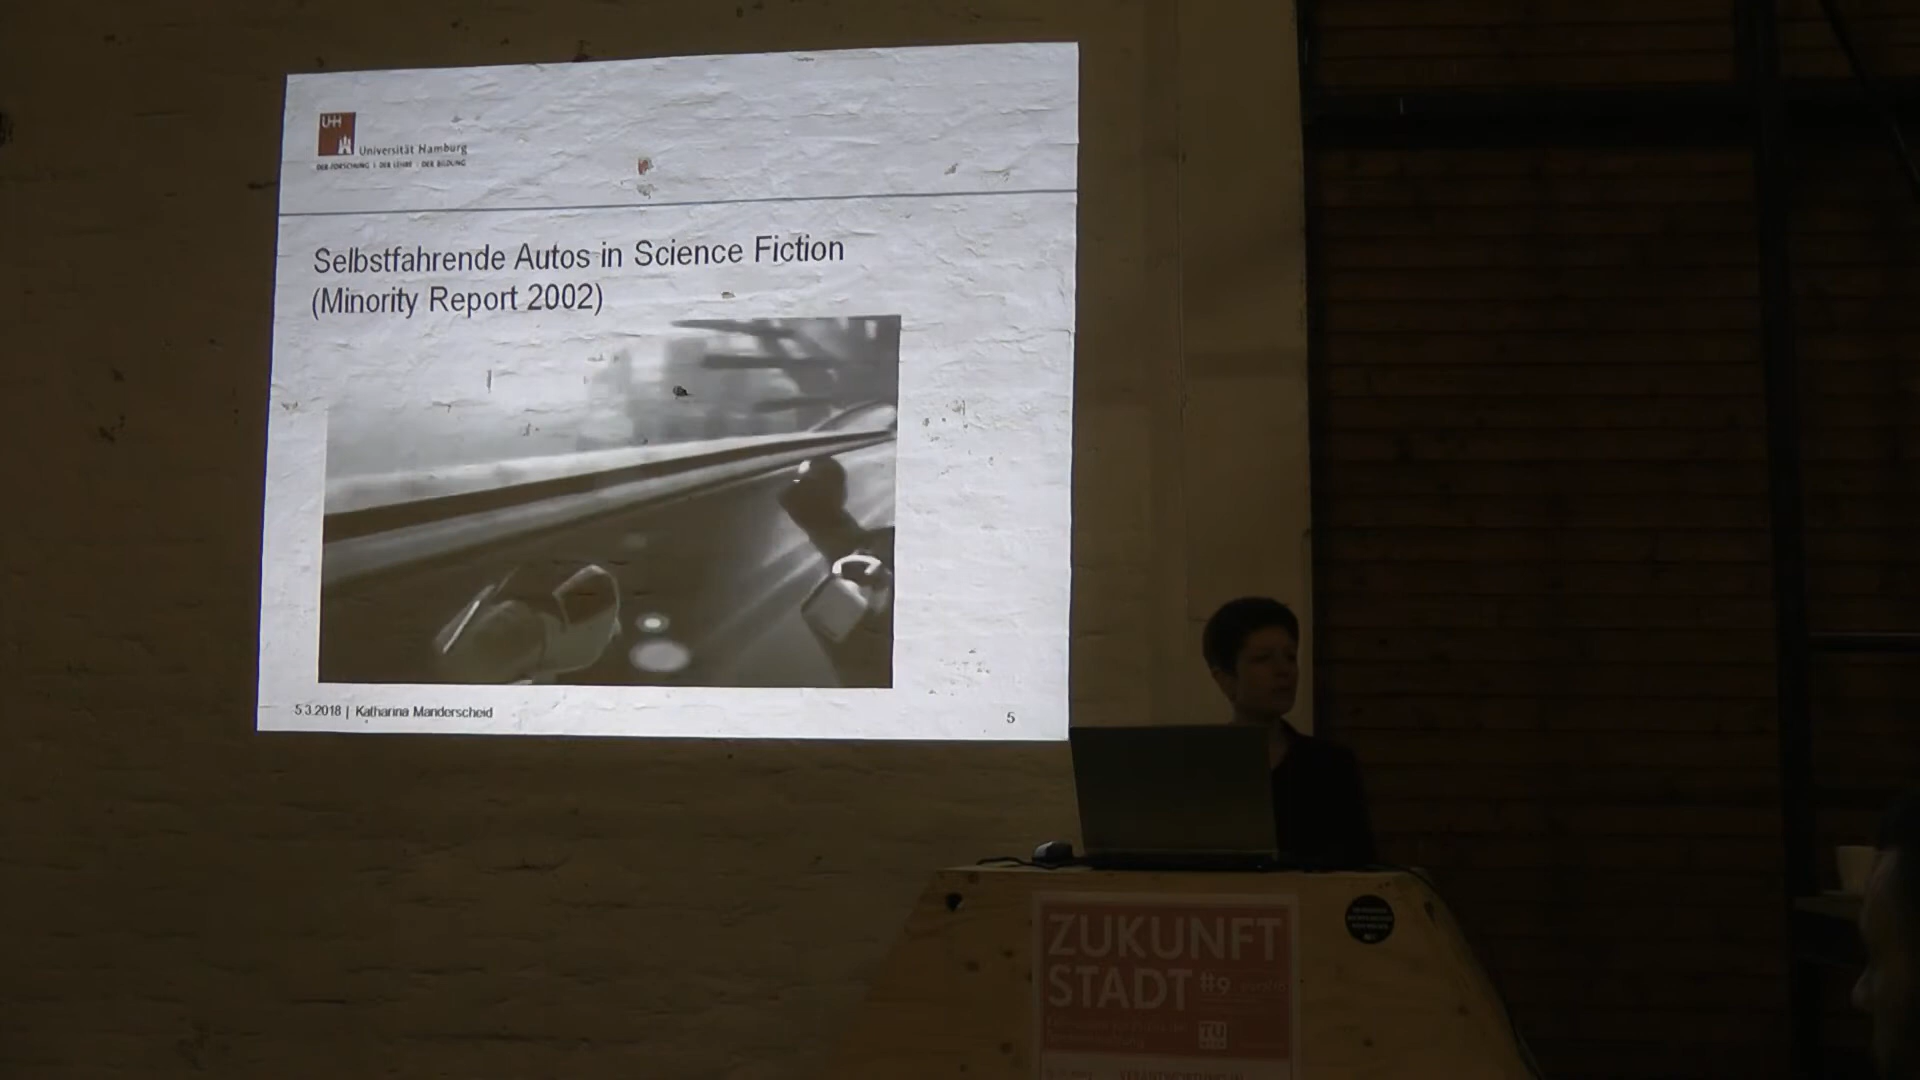 UHH
Universität Hamburg
DER FORSCHUNG | DER LEHRE | DER BILDUNG
Selbstfahrende Autos in Science Fiction
(Minority Report 2002)
5.3.2018 | Katharina Manderscheid
5
ZUKUNFT
STADT #9
TU